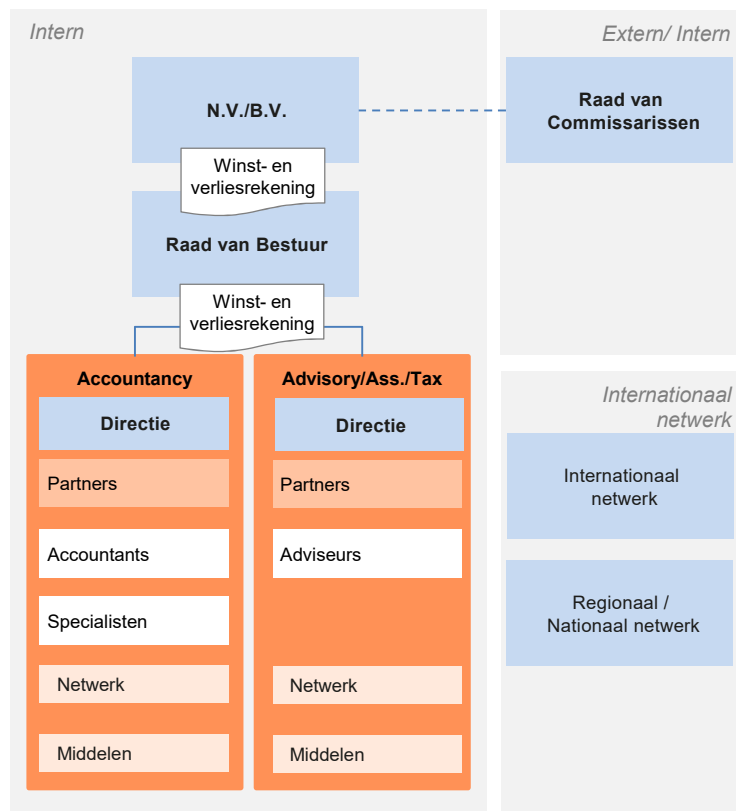 Intern
N.V./B.V.
Winst- en
verliesrekening
Raad van Bestuur
Winst- en
verliesrekening
Accountancy
Directie
Partners
Accountants
Specialisten
Netwerk
Middelen
Advisory/Ass./Tax
Directie
Partners
Adviseurs
Netwerk
Middelen
Extern/ Intern
Raad van
Commissarissen
Internationaal
netwerk
Internationaal
netwerk
Regionaal /
Nationaal netwerk